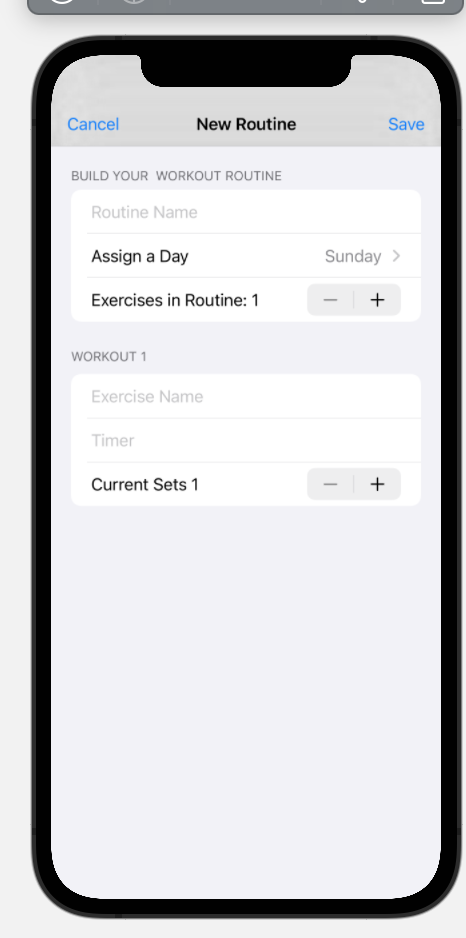 Cancel New Routine Save
BUILD YOUR  WORKOUT ROUTINE
Routine Name
Assign a Day Sunday
Exercises in Routine: 1
WORKOUT 1
Exercise Name
Timer
Current Sets 1